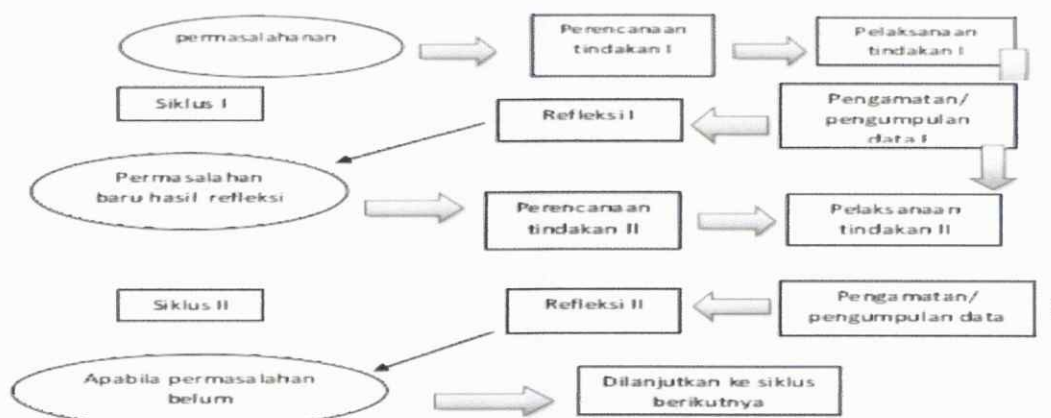 permasalahanan
Perencanaan
tindakan I
Pelaksanaan
tindakan I
Siklus I
Refleksi I
Pengamatan/
pengumpulan
data I
Permasalahan
baru hasil refleksi
Perencanaan
tindakan II
Pelaksanaan
tindakan II
Siklus II
Refleksi II
Pengamatan/
pengumpulan data
Apabila permasalahan
belum
Dilanjutkan ke siklus
berikutnya